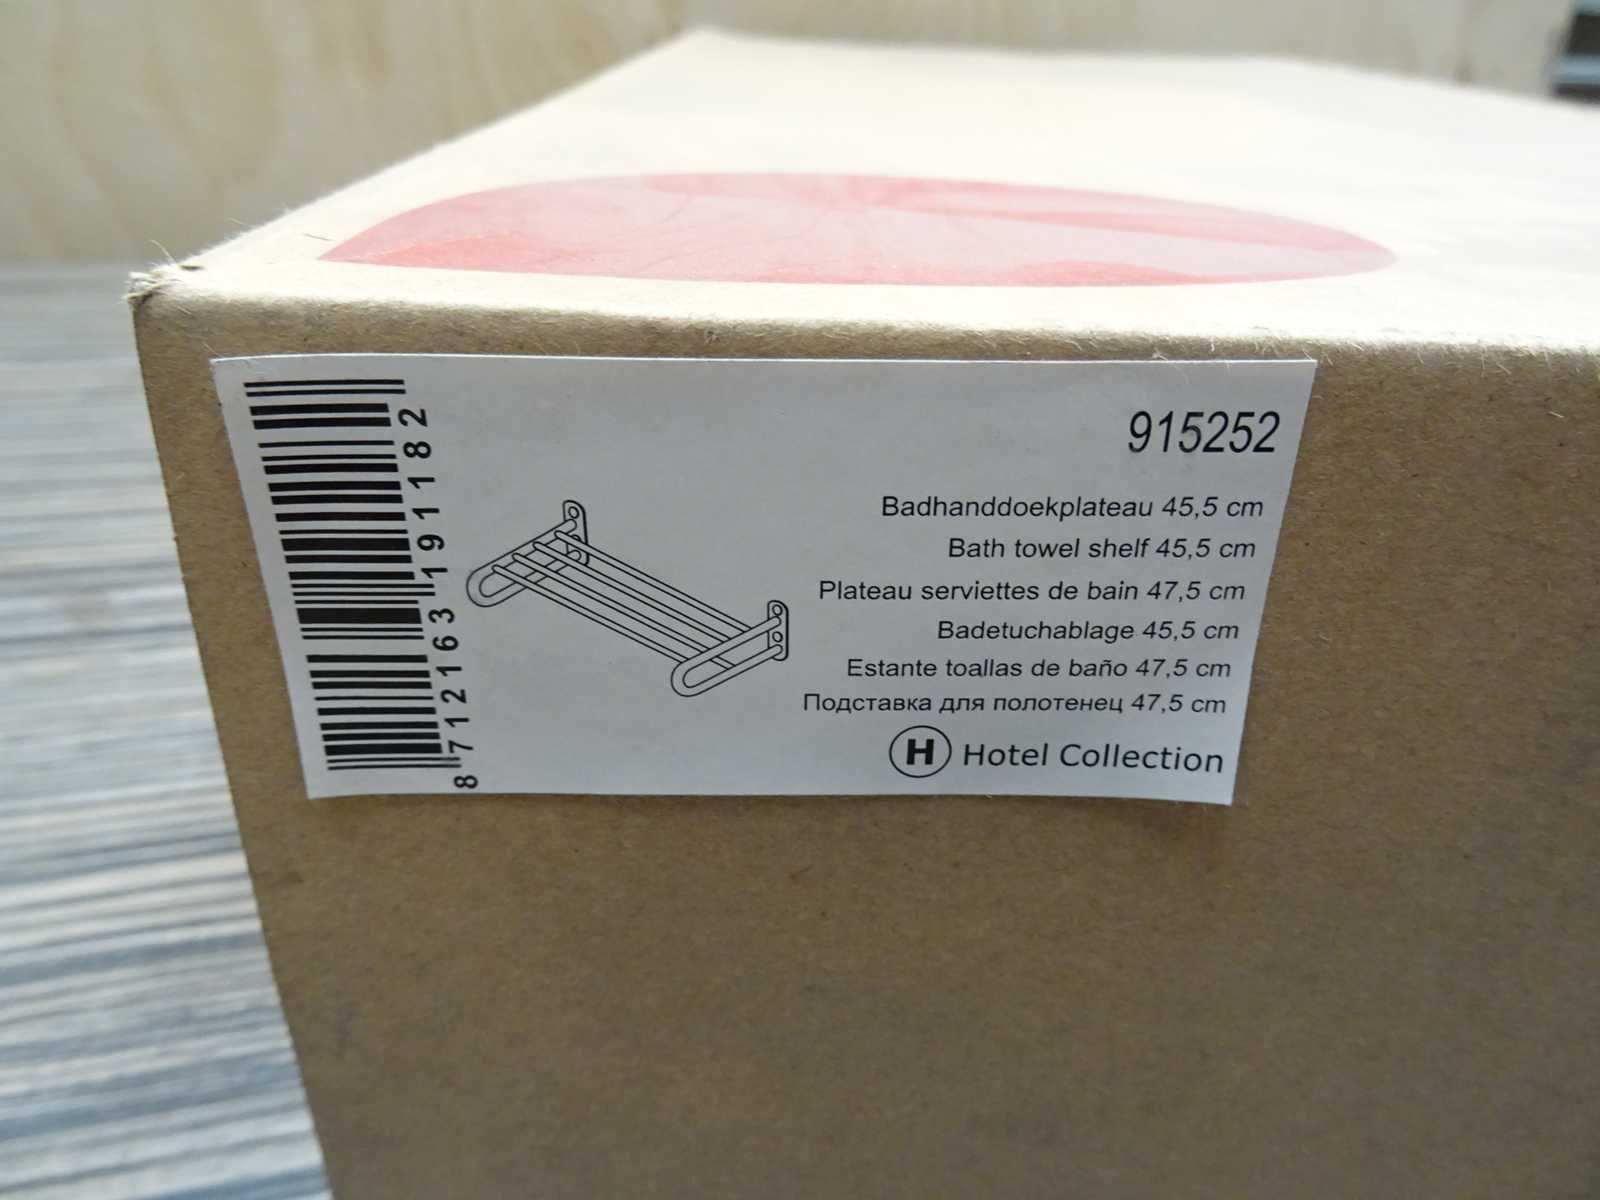 915252
Badhanddoekplateau 45,5 cm
Bath towel shelf 45,5 cm
Plateau serviettes de bain 47,5 cm
Badetuchablage 45,5 cm
Estante toallas de baño 47,5 cm
Подставка для полотенец 47,5 cm
H Hotel Collection
8 712163 191182